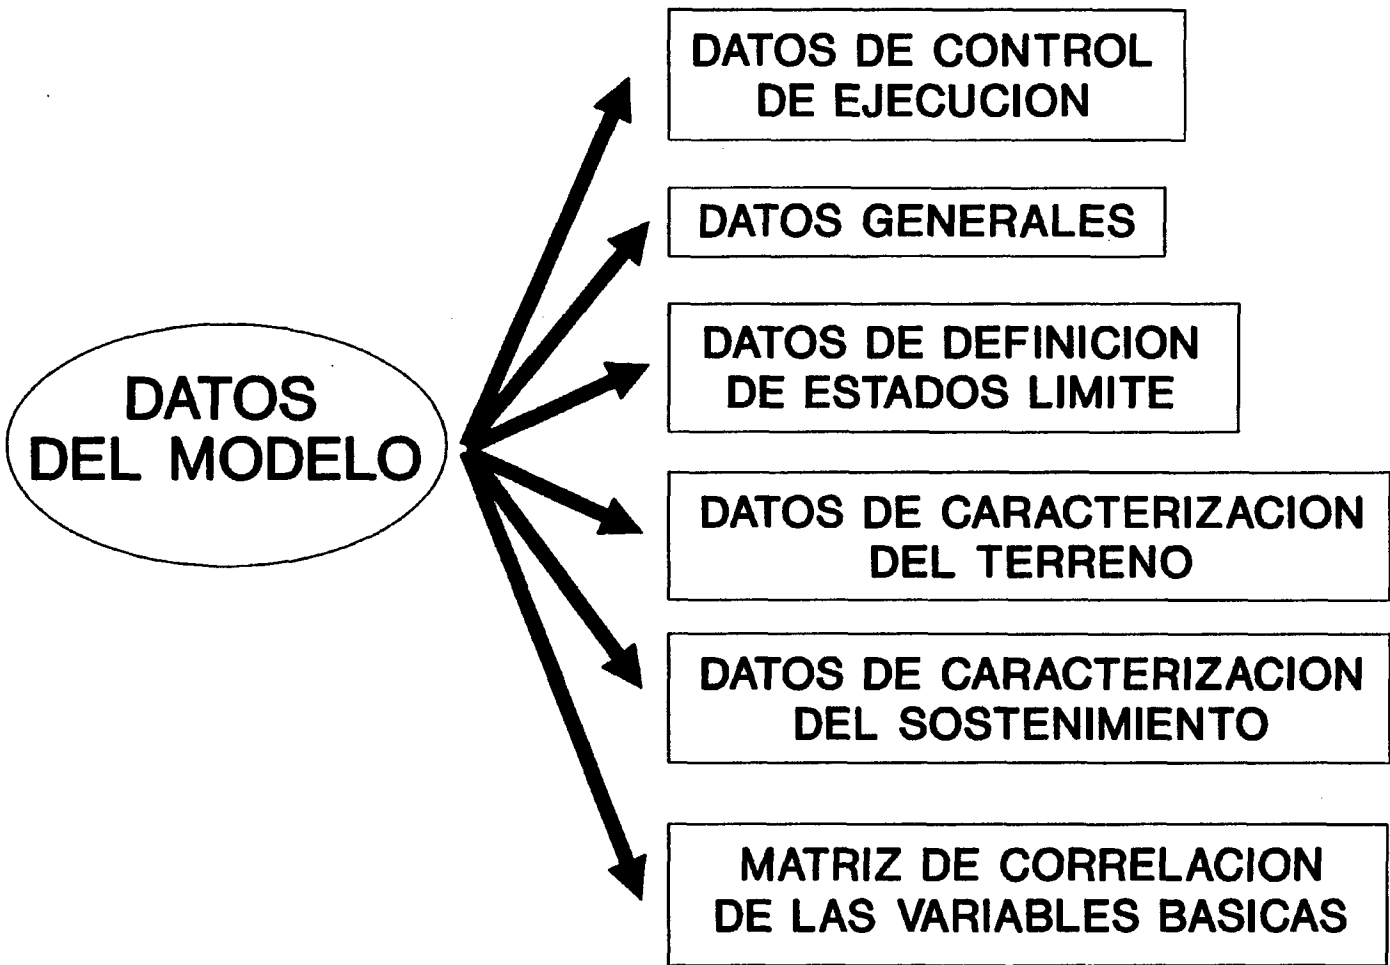 DATOS DE CONTROL
DE EJECUCION
DATOS GENERALES
DATOS DE DEFINICION
DE ESTADOS LIMITE
DATOS
DEL MODELO
DATOS DE CARACTERIZACION
DEL TERRENO
DATOS DE CARACTERIZACION
DEL SOSTENIMIENTO
MATRIZ DE CORRELACION
DE LAS VARIABLES BASICAS